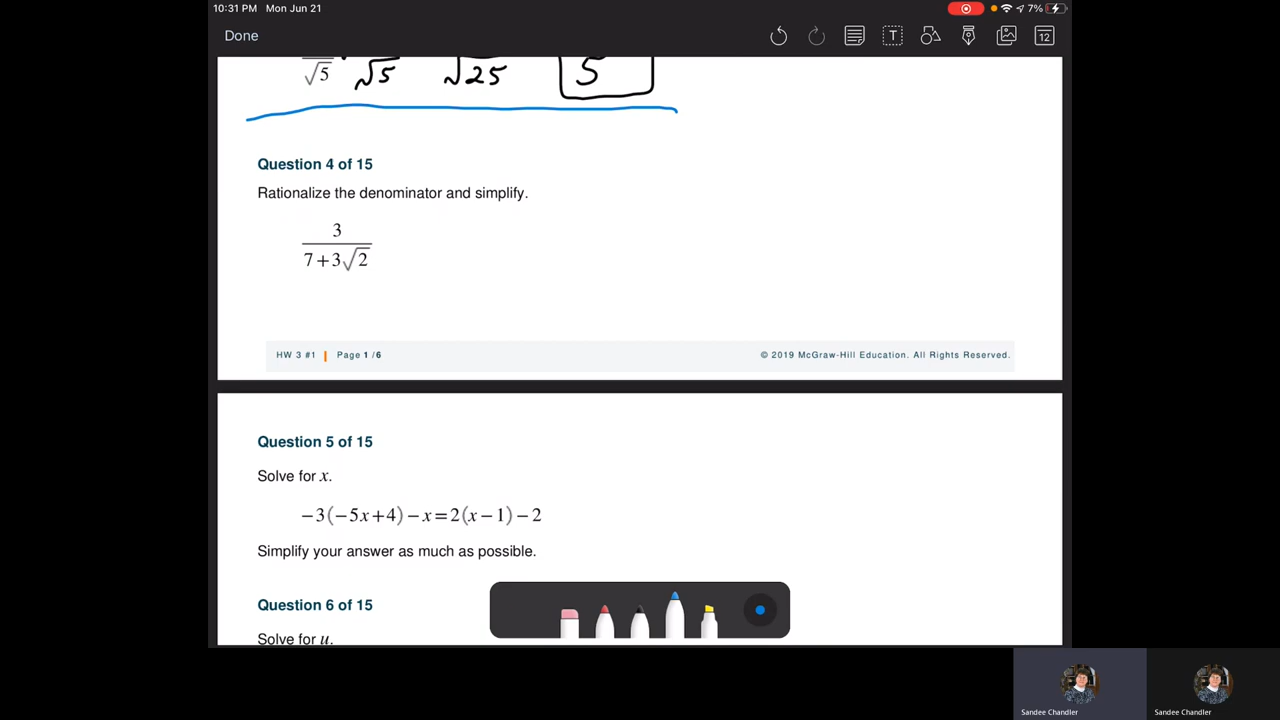 10:31 PM Mon Jun 21
7%
Done
T
12
√5 √5 √25 5
Question 4 of 15
Rationalize the denominator and simplify.
3
7+3√2
HW 3 #1 | Page 1 /6
© 2019 McGraw-Hill Education. All Rights Reserved.
Question 5 of 15
Solve for x.
−3(−5x+4)−x=2(x−1)−2
Simplify your answer as much as possible.
Question 6 of 15
Solve for u.
Sandee Chandler
Sandee Chandler